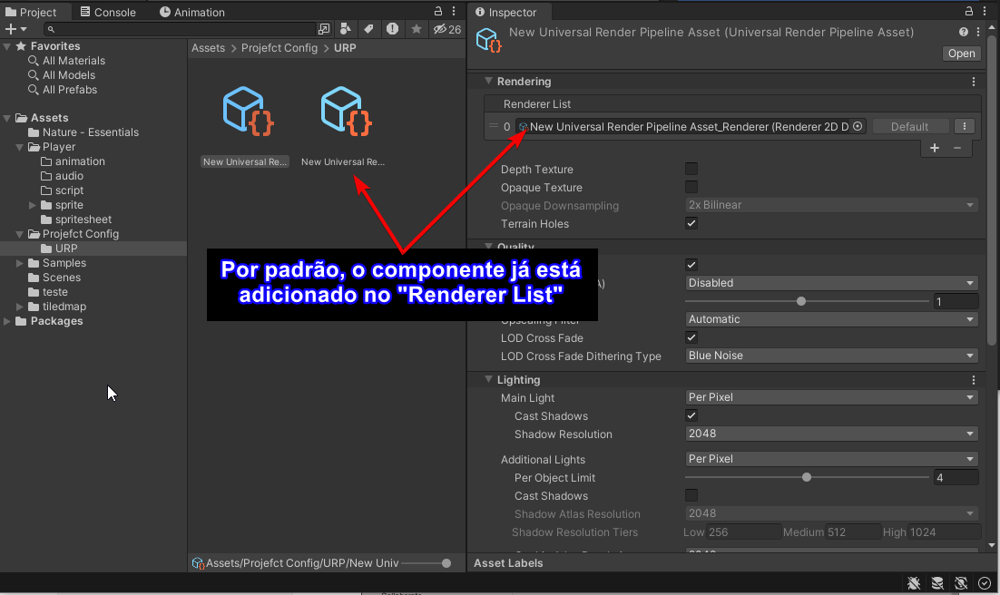 Project
Console
Animation
26
Favorites
All Materials
All Models
All Prefabs
Assets
Nature - Essentials
Player
animation
audio
script
sprite
spritesheet
Projefct Config
URP
Samples
Scenes
teste
tiledmap
Packages
Assets > Projefct Config > URP
New Universal Re...
New Universal Re...
Assets/Projefct Config/URP/New Univ
Por padrão, o componente já está
adicionado no "Renderer List"
Inspector
New Universal Render Pipeline Asset (Universal Render Pipeline Asset)
Open
Rendering
Renderer List
0 New Universal Render Pipeline Asset_Renderer (Renderer 2D D Default
+ −
Depth Texture
Opaque Texture
Opaque Downsampling 2x Bilinear
Terrain Holes
Quality
A) Disabled
1
Upscaling Filter Automatic
LOD Cross Fade
LOD Cross Fade Dithering Type Blue Noise
Lighting
Main Light Per Pixel
Cast Shadows
Shadow Resolution 2048
Additional Lights Per Pixel
Per Object Limit 4
Cast Shadows
Shadow Atlas Resolution 2048
Shadow Resolution Tiers Low 256 Medium 512 High 1024
Asset Labels